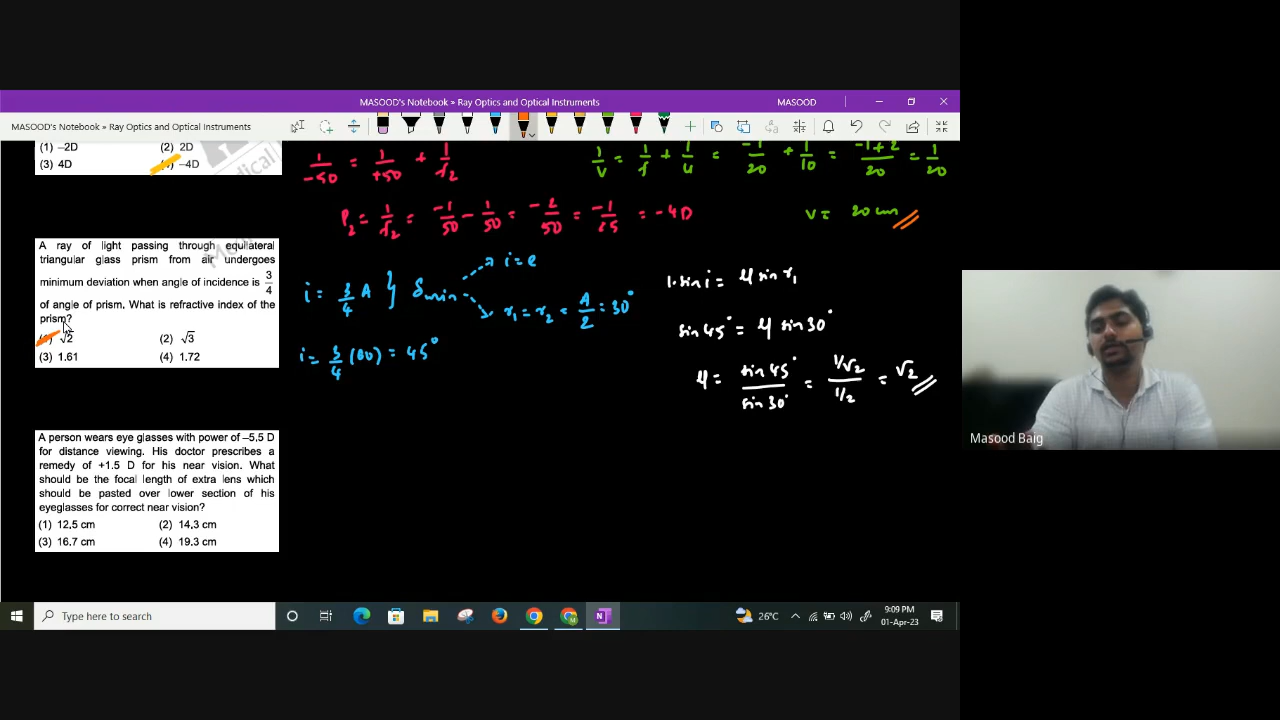 MASOOD's Notebook » Ray Optics and Optical Instruments
MASOOD
MASOOD's Notebook » Ray Optics and Optical Instruments
(1) –2D (2) 2D
(3) 4D –4D
1/-50 = 1/+50 + 1/f2
1/v = 1/f + 1/u = -1/20 + 1/10 = -1+2/20 = 1/20
P2 = 1/f2 = -1/50 - 1/50 = -2/50 = -1/25 = -4D
v = 20 cm
A ray of light passing through equilateral
triangular glass prism from air undergoes
minimum deviation when angle of incidence is 3/4
of angle of prism. What is refractive index of the
prism?
√2 (2) √3
(3) 1.61 (4) 1.72
i = 3/4 A } δmin
i = e
r1 = r2 = A/2 = 30°
i = 3/4 (60) = 45°
1.sin i = μ sin r1
sin 45° = μ sin 30°
μ = sin 45°/sin 30° = 1/√2/1/2 = √2
A person wears eye glasses with power of –5.5 D
for distance viewing. His doctor prescribes a
remedy of +1.5 D for his near vision. What
should be the focal length of extra lens which
should be pasted over lower section of his
eyeglasses for correct near vision?
(1) 12.5 cm (2) 14.3 cm
(3) 16.7 cm (4) 19.3 cm
Masood Baig
Type here to search
26°C
9:09 PM
01-Apr-23